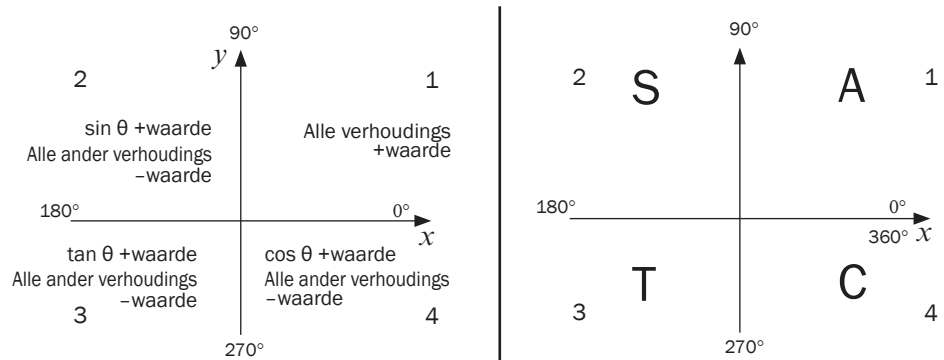 90°
y
2
1
sin θ +waarde
Alle ander verhoudings
–waarde
Alle verhoudings
+waarde
180°
0°
x
tan θ +waarde
Alle ander verhoudings
–waarde
3
cos θ +waarde
Alle ander verhoudings
–waarde
4
270°
90°
2
S
A
1
180°
0°
360°
x
T
C
3
4
270°